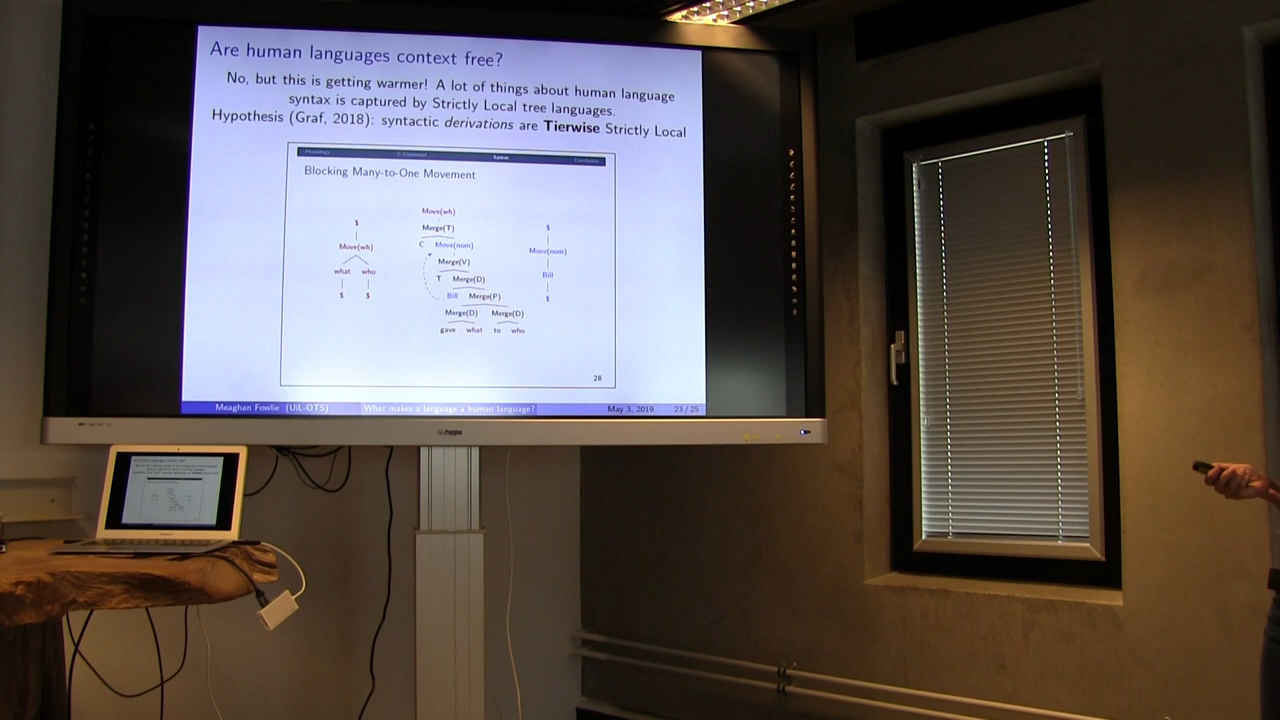 Are human languages context free?
No, but this is getting warmer! A lot of things about human language
syntax is captured by Strictly Local tree languages.
Hypothesis (Graf, 2018): syntactic derivations are Tierwise Strictly Local
Phonology C-Command Syntax Conclusion
Blocking Many-to-One Movement
$
Move(wh)
what who
$ $
Move(wh)
Merge(T)
C Move(nom)
Merge(V)
T Merge(D)
Bill Merge(P)
Merge(D) Merge(D)
gave what to who
$
Move(nom)
Bill
$
28
Meaghan Fowlie (UiL-OTS) What makes a language a human language? May 3, 2019 23 / 25
hippo